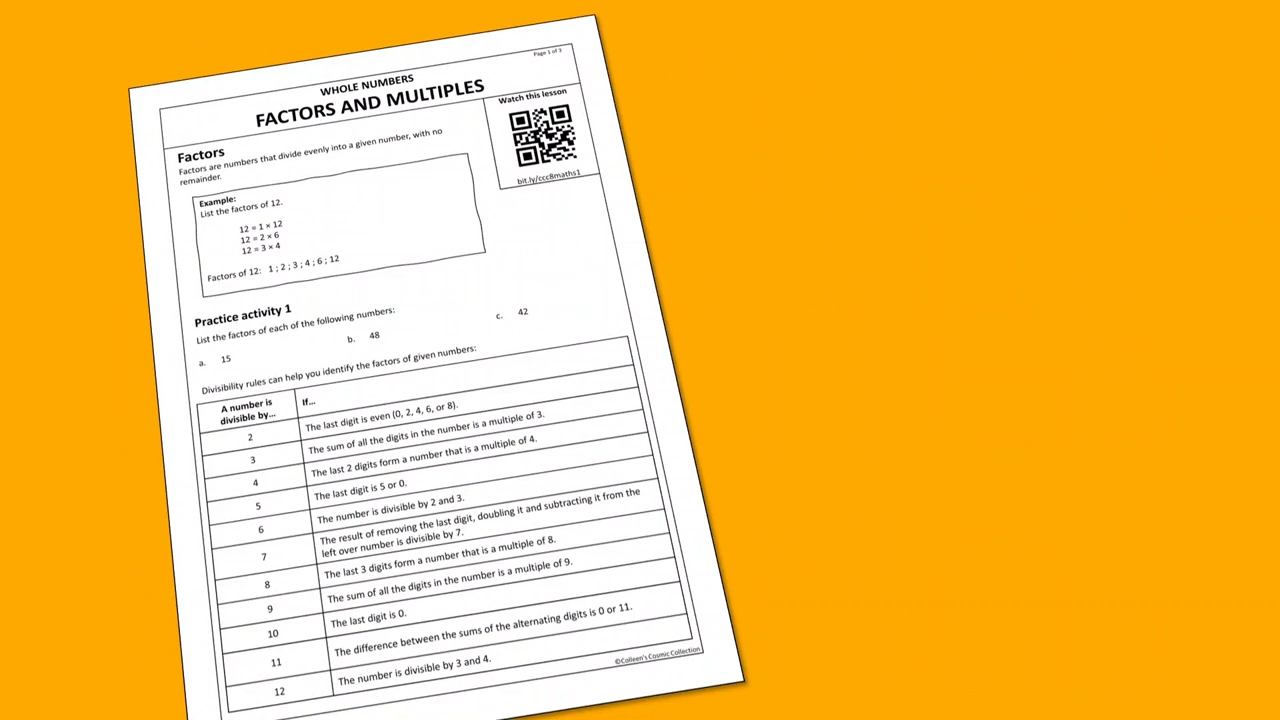 Page 1 of 3
WHOLE NUMBERS
FACTORS AND MULTIPLES
Watch this lesson
bit.ly/ccc8maths1
Factors
Factors are numbers that divide evenly into a given number, with no
remainder.
Example:
List the factors of 12.
12 = 1 × 12
12 = 2 × 6
12 = 3 × 4
Factors of 12: 1 ; 2 ; 3 ; 4 ; 6 ; 12
Practice activity 1
List the factors of each of the following numbers:
a. 15 b. 48 c. 42
Divisibility rules can help you identify the factors of given numbers:
A number is
divisible by...
If...
2 The last digit is even (0, 2, 4, 6, or 8).
3 The sum of all the digits in the number is a multiple of 3.
4 The last 2 digits form a number that is a multiple of 4.
5 The last digit is 5 or 0.
6 The number is divisible by 2 and 3.
7 The result of removing the last digit, doubling it and subtracting it from the
left over number is divisible by 7.
8 The last 3 digits form a number that is a multiple of 8.
9 The sum of all the digits in the number is a multiple of 9.
10 The last digit is 0.
11 The difference between the sums of the alternating digits is 0 or 11.
12 The number is divisible by 3 and 4.
©Colleen's Cosmic Collection